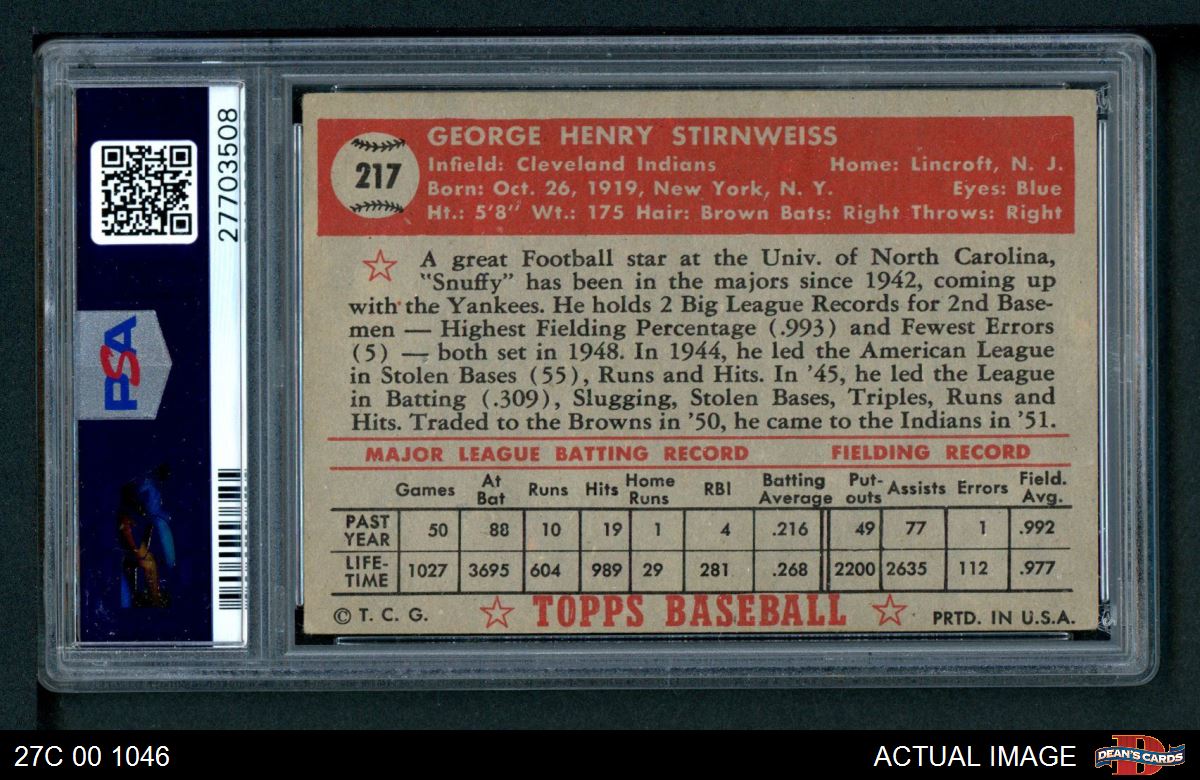 27703508
PSA
217
GEORGE HENRY STIRNWEISS
Infield: Cleveland Indians Home: Lincroft, N. J.
Born: Oct. 26, 1919, New York, N. Y. Eyes: Blue
Ht.: 5'8" Wt.: 175 Hair: Brown Bats: Right Throws: Right
A great Football star at the Univ. of North Carolina,
"Snuffy" has been in the majors since 1942, coming up
with the Yankees. He holds 2 Big League Records for 2nd Base-
men — Highest Fielding Percentage (.993) and Fewest Errors
(5) — both set in 1948. In 1944, he led the American League
in Stolen Bases (55), Runs and Hits. In '45, he led the League
in Batting (.309), Slugging, Stolen Bases, Triples, Runs and
Hits. Traded to the Browns in '50, he came to the Indians in '51.
MAJOR LEAGUE BATTING RECORD FIELDING RECORD
Games At Bat Runs Hits Home Runs RBI Batting Average Put-outs Assists Errors Field. Avg.
PAST YEAR 50 88 10 19 1 4 .216 49 77 1 .992
LIFE-TIME 1027 3695 604 989 29 281 .268 2200 2635 112 .977
© T. C. G. TOPPS BASEBALL PRTD. IN U.S.A.
27C 00 1046 ACTUAL IMAGE DEAN'S CARDS